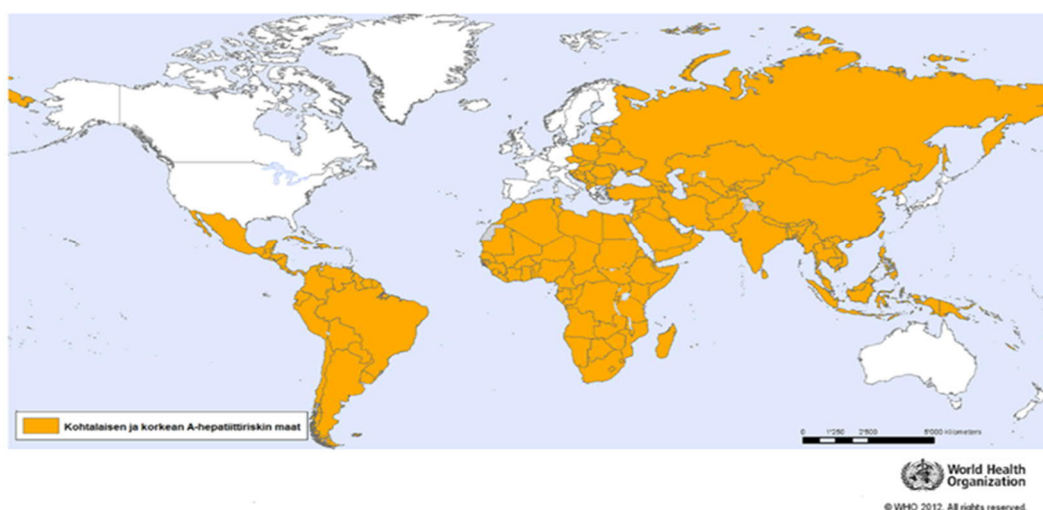 Kohtalaisen ja korkean A-hepatiittiriskin maat
0 1'250 2'500 5'000 kilometers
World Health
Organization
© WHO 2012. All rights reserved.